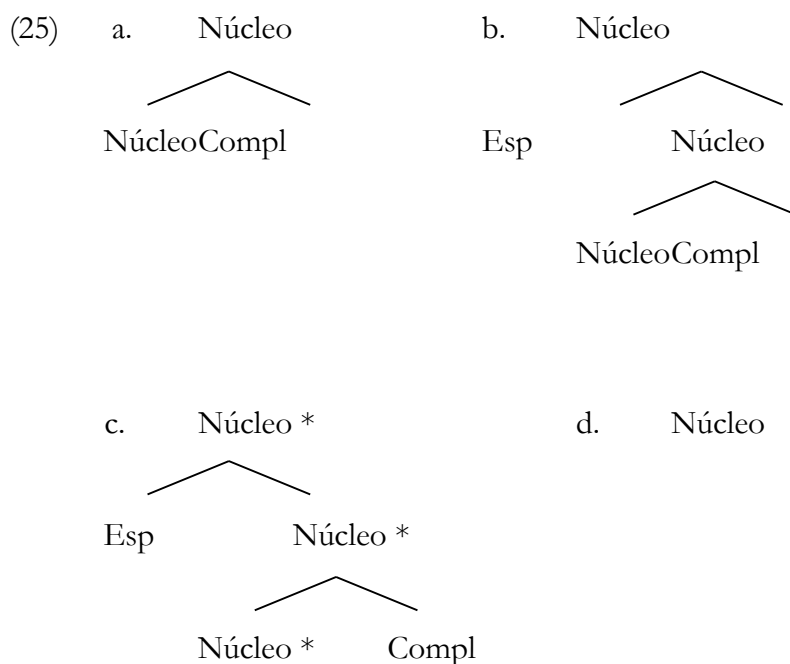 (25) a. Núcleo b. Núcleo
NúcleoCompl Esp Núcleo
NúcleoCompl
c. Núcleo * d. Núcleo
Esp Núcleo *
Núcleo * Compl